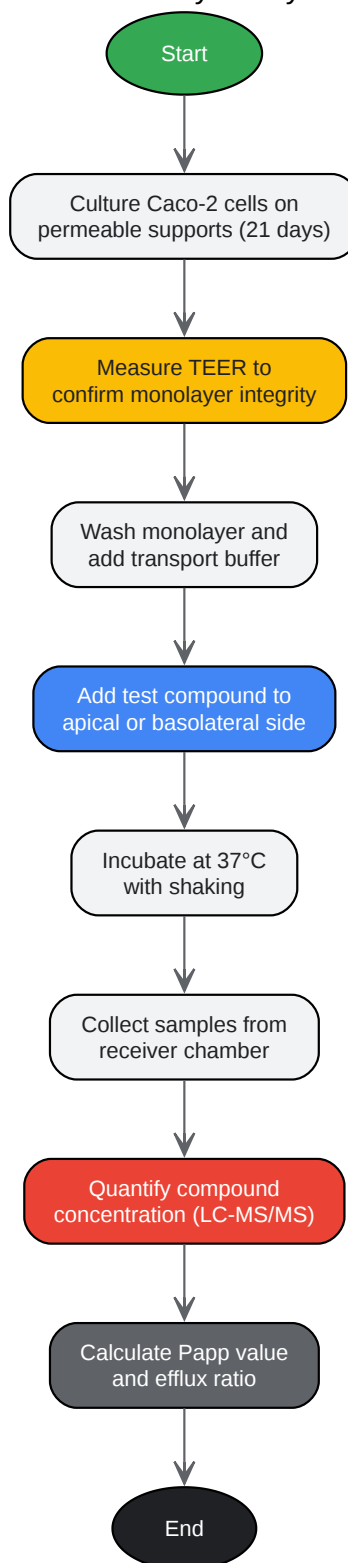 Start
Culture Caco-2 cells on
permeable supports (21 days)
Measure TEER to
confirm monolayer integrity
Wash monolayer and
add transport buffer
Add test compound to
apical or basolateral side
Incubate at 37°C
with shaking
Collect samples from
receiver chamber
Quantify compound
concentration (LC-MS/MS)
Calculate Papp value
and efflux ratio
End